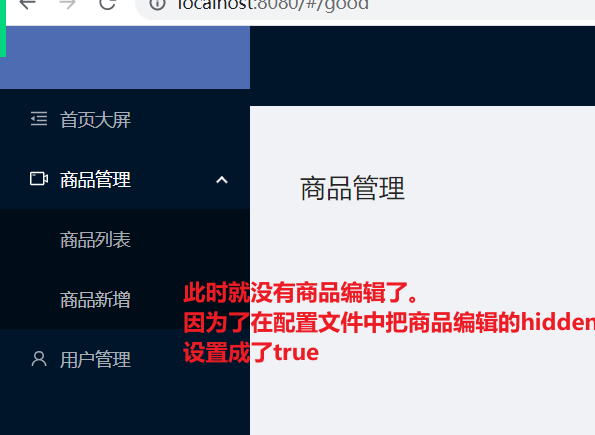 localhost:8080/#/good
首页大屏
商品管理
商品管理
商品列表
商品新增
此时就没有商品编辑了。
因为了在配置文件中把商品编辑的hidden
设置成了true
用户管理